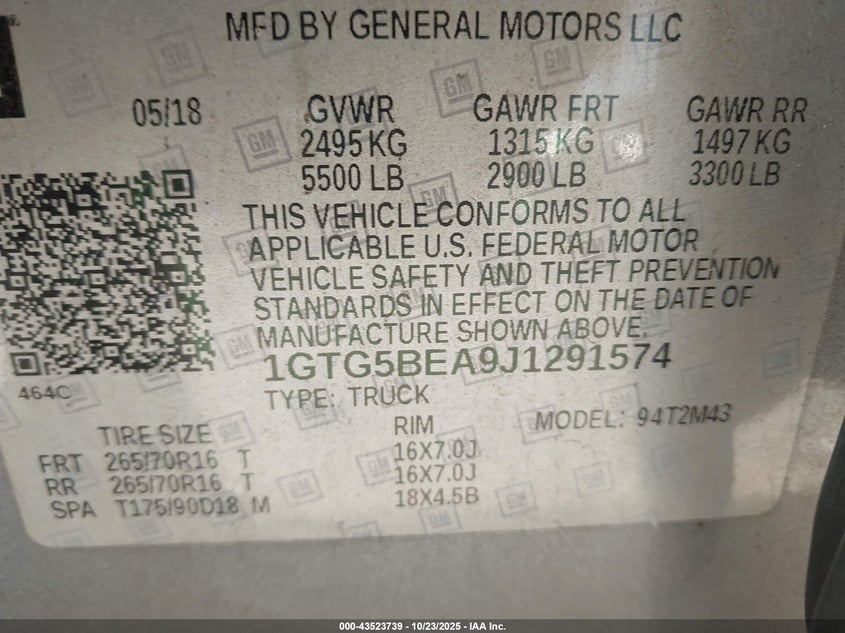 MFD BY GENERAL MOTORS LLC
05/18 GVWR GAWR FRT GAWR RR
2495 KG 1315 KG 1497 KG
5500 LB 2900 LB 3300 LB
THIS VEHICLE CONFORMS TO ALL
APPLICABLE U.S. FEDERAL MOTOR
VEHICLE SAFETY AND THEFT PREVENTION
STANDARDS IN EFFECT ON THE DATE OF
MANUFACTURE SHOWN ABOVE.
1GTG5BEA9J1291574
464C
TYPE: TRUCK
MODEL: 94T2M43
TIRE SIZE RIM
FRT 265/70R16 T 16X7.0J
RR 265/70R16 T 16X7.0J
SPA T175/90D18 M 18X4.5B
000-43523739 - 10/23/2025 - IAA Inc.